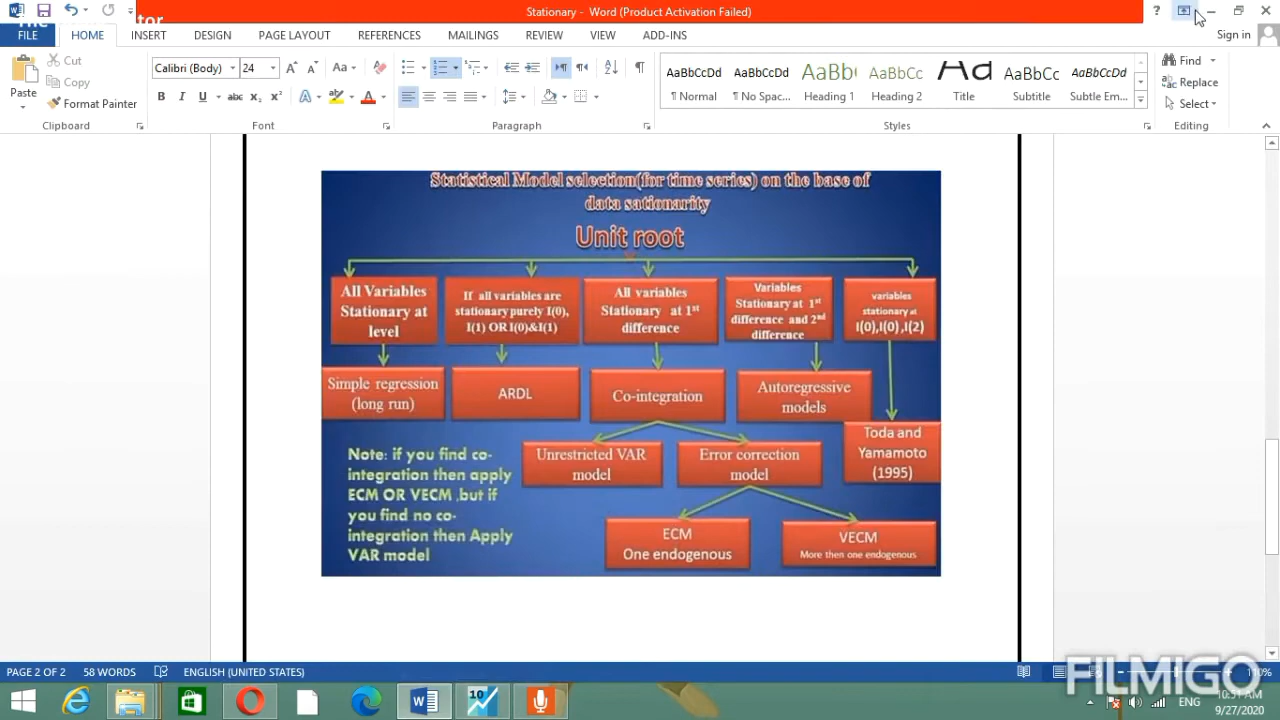 Stationary - Word (Product Activation Failed)
?
FILE HOME INSERT DESIGN PAGE LAYOUT REFERENCES MAILINGS REVIEW VIEW ADD-INS Sign in
Cut
Copy
Format Painter
Paste
Clipboard
Calibri (Body) 24
Font
Paragraph
AaBbCcDd AaBbCcDd AaBbC AaBbCc Aa AaBbCc AaBbCcDd
¶ Normal ¶ No Spac... Heading 1 Heading 2 Title Subtitle Subtle Em...
Styles
Find
Replace
Select
Editing
Statistical Model selection(for time series) on the base of
data sationarity
Unit root
All Variables
Stationary at
level
If all variables are
stationary purely I(0),
I(1) OR I(0)&I(1)
All variables
Stationary at 1st
difference
Variables
Stationary at 1st
difference and 2nd
difference
variables
stationary at
I(0),I(0) ,I(2)
Simple regression
(long run)
ARDL
Co-integration
Autoregressive
models
Toda and
Yamamoto
(1995)
Unrestricted VAR
model
Error correction
model
ECM
One endogenous
VECM
More then one endogenous
Note: if you find co-
integration then apply
ECM OR VECM ,but if
you find no co-
integration then Apply
VAR model
PAGE 2 OF 2 58 WORDS ENGLISH (UNITED STATES) 110%
FILMIGO
ENG
10:51 AM
9/27/2020